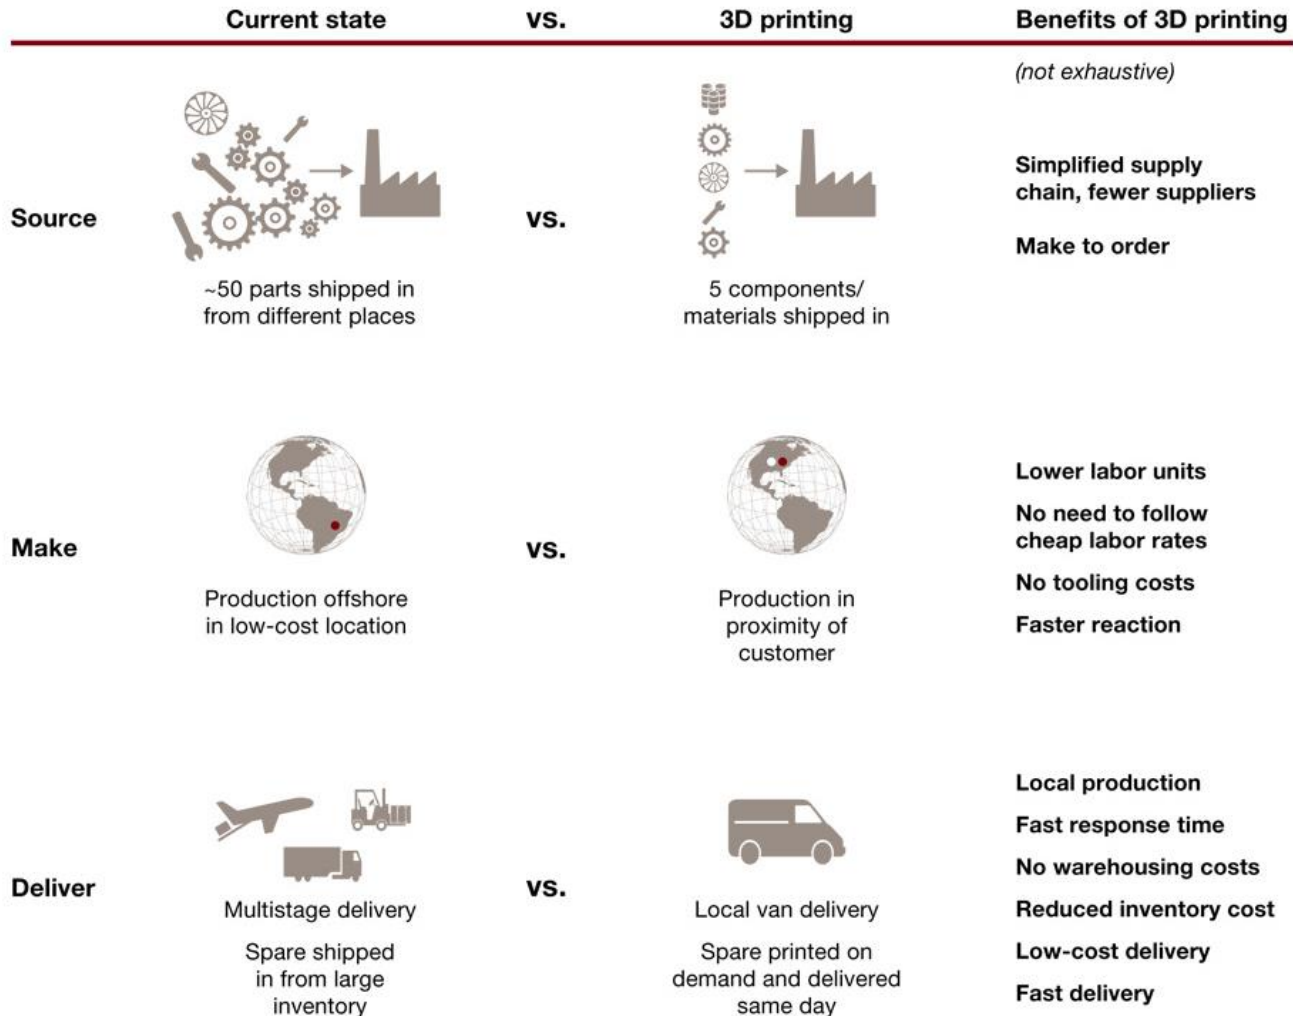 Current state
vs.
3D printing
Benefits of 3D printing
(not exhaustive)
Source
~50 parts shipped in
from different places
vs.
5 components/
materials shipped in
Simplified supply
chain, fewer suppliers
Make to order
Make
Production offshore
in low-cost location
vs.
Production in
proximity of
customer
Lower labor units
No need to follow
cheap labor rates
No tooling costs
Faster reaction
Deliver
Multistage delivery
Spare shipped
in from large
inventory
vs.
Local van delivery
Spare printed on
demand and delivered
same day
Local production
Fast response time
No warehousing costs
Reduced inventory cost
Low-cost delivery
Fast delivery